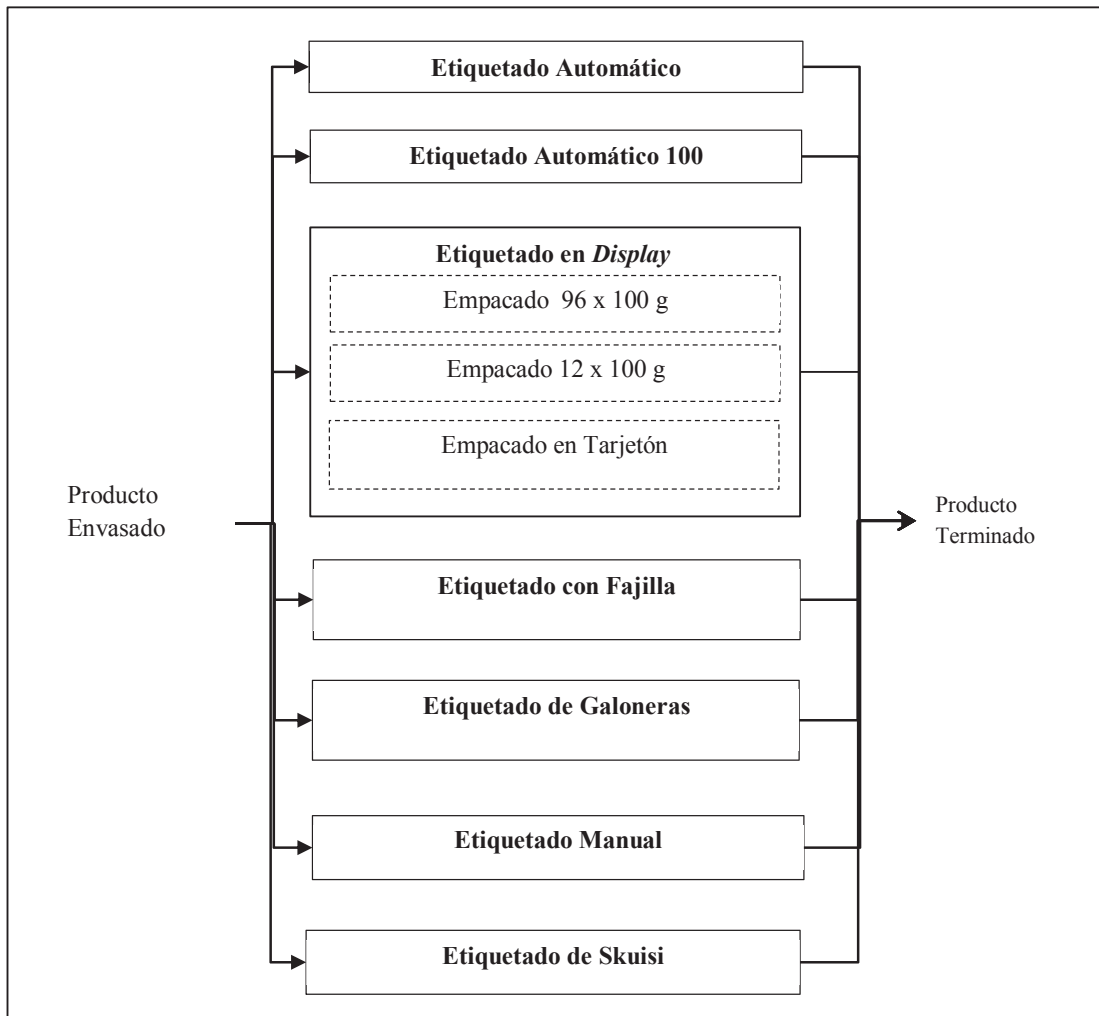 Etiquetado Automático
Etiquetado Automático 100
Etiquetado en Display
Empacado 96 x 100 g
Empacado 12 x 100 g
Empacado en Tarjetón
Producto
Envasado
Producto
Terminado
Etiquetado con Fajilla
Etiquetado de Galoneras
Etiquetado Manual
Etiquetado de Skuisi